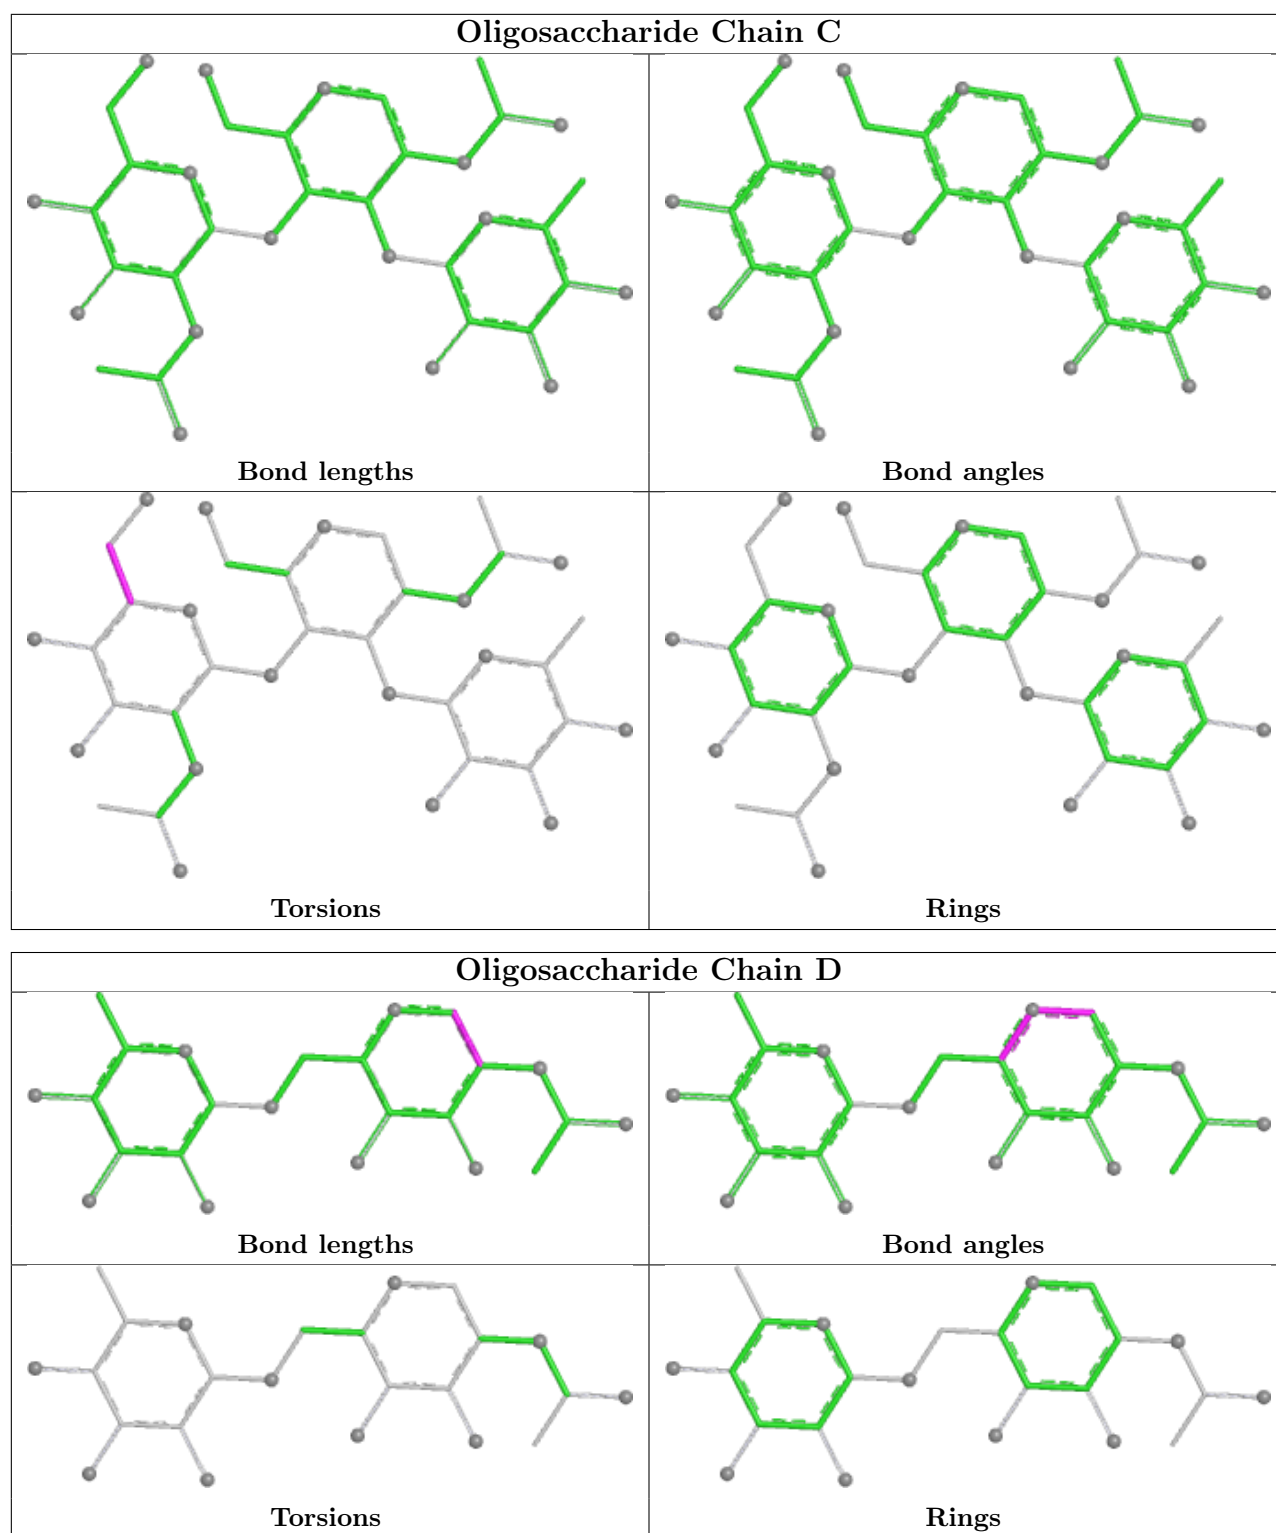 Oligosaccharide Chain C
Bond lengths
Bond angles
Torsions
Rings
Oligosaccharide Chain D
Bond lengths
Bond angles
Torsions
Rings